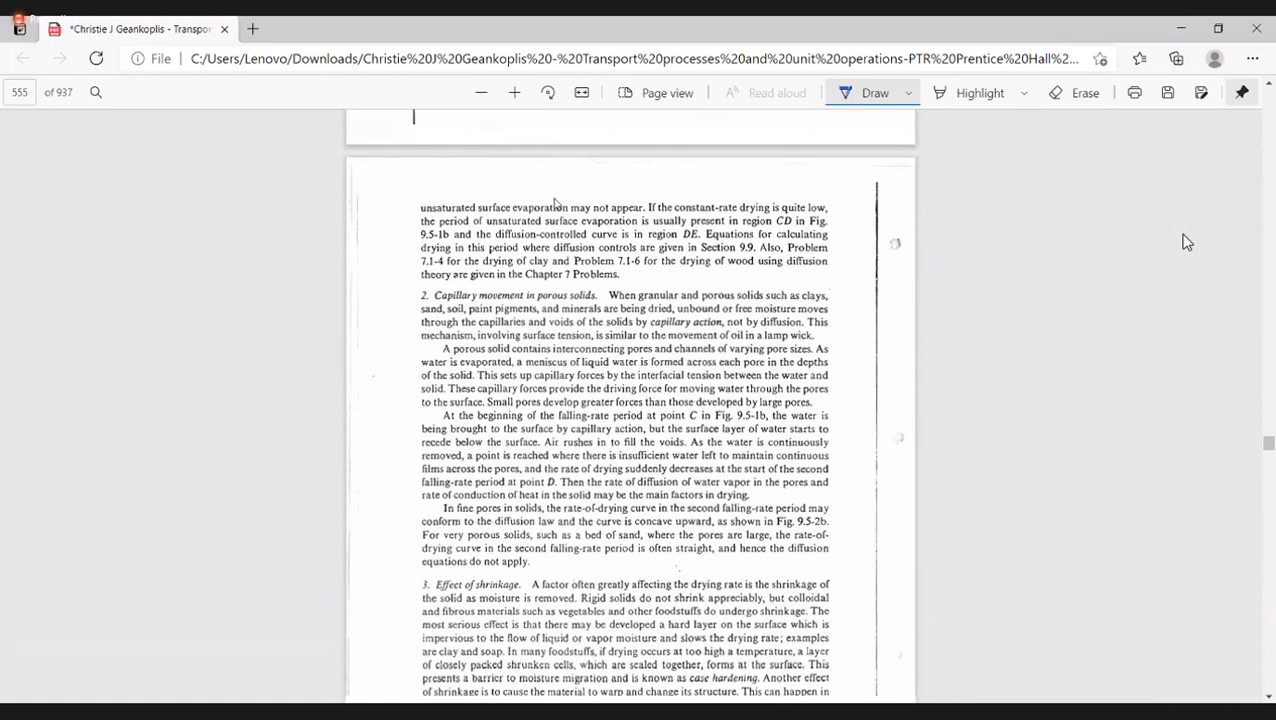 *Christie J Geankoplis - Transpo
File C:/Users/Lenovo/Downloads/Christie%20J%20Geankoplis%20-%20Transport%20processes%20and%20unit%20operations-PTR%20Prentice%20Hall%...
555 of 937 Page view Read aloud Draw Highlight Erase
unsaturated surface evaporation may not appear. If the constant-rate drying is quite low,
the period of unsaturated surface evaporation is usually present in region CD in Fig.
9.5-1b and the diffusion-controlled curve is in region DE. Equations for calculating
drying in this period where diffusion controls are given in Section 9.9. Also, Problem
7.1-4 for the drying of clay and Problem 7.1-6 for the drying of wood using diffusion
theory are given in the Chapter 7 Problems.
2. Capillary movement in porous solids. When granular and porous solids such as clays,
sand, soil, paint pigments, and minerals are being dried, unbound or free moisture moves
through the capillaries and voids of the solids by capillary action, not by diffusion. This
mechanism, involving surface tension, is similar to the movement of oil in a lamp wick.
A porous solid contains interconnecting pores and channels of varying pore sizes. As
water is evaporated, a meniscus of liquid water is formed across each pore in the depths
of the solid. This sets up capillary forces by the interfacial tension between the water and
solid. These capillary forces provide the driving force for moving water through the pores
to the surface. Small pores develop greater forces than those developed by large pores.
At the beginning of the falling-rate period at point C in Fig. 9.5-1b, the water is
being brought to the surface by capillary action, but the surface layer of water starts to
recede below the surface. Air rushes in to fill the voids. As the water is continuously
removed, a point is reached where there is insufficient water left to maintain continuous
films across the pores, and the rate of drying suddenly decreases at the start of the second
falling-rate period at point D. Then the rate of diffusion of water vapor in the pores and
rate of conduction of heat in the solid may be the main factors in drying.
In fine pores in solids, the rate-of-drying curve in the second falling-rate period may
conform to the diffusion law and the curve is concave upward, as shown in Fig. 9.5-2b.
For very porous solids, such as a bed of sand, where the pores are large, the rate-of-
drying curve in the second falling-rate period is often straight, and hence the diffusion
equations do not apply.
3. Effect of shrinkage. A factor often greatly affecting the drying rate is the shrinkage of
the solid as moisture is removed. Rigid solids do not shrink appreciably, but colloidal
and fibrous materials such as vegetables and other foodstuffs do undergo shrinkage. The
most serious effect is that there may be developed a hard layer on the surface which is
impervious to the flow of liquid or vapor moisture and slows the drying rate; examples
are clay and soap. In many foodstuffs, if drying occurs at too high a temperature, a layer
of closely packed shrunken cells, which are sealed together, forms at the surface. This
presents a barrier to moisture migration and is known as case hardening. Another effect
of shrinkage is to cause the material to warp and change its structure. This can happen in